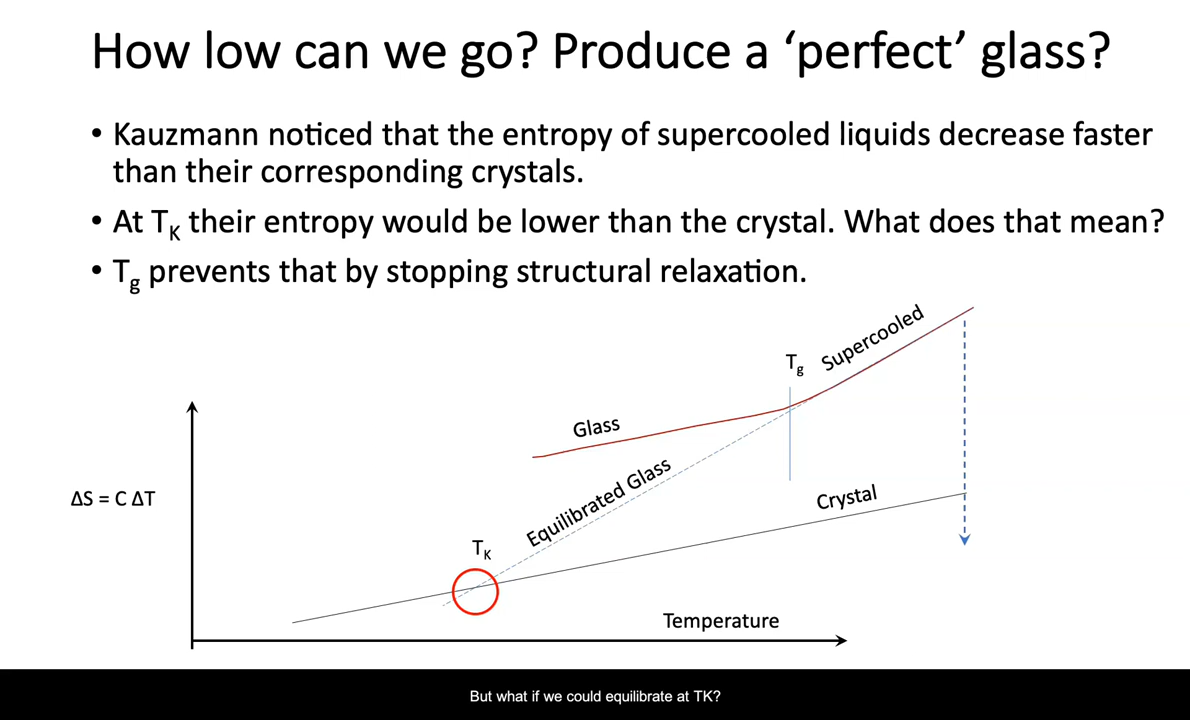 How low can we go? Produce a ‘perfect’ glass?
• Kauzmann noticed that the entropy of supercooled liquids decrease faster
than their corresponding crystals.
• At TK their entropy would be lower than the crystal. What does that mean?
• Tg prevents that by stopping structural relaxation.
Supercooled
Tg
Glass
Equilibrated Glass
Crystal
ΔS = C ΔT
TK
Temperature
But what if we could equilibrate at TK?